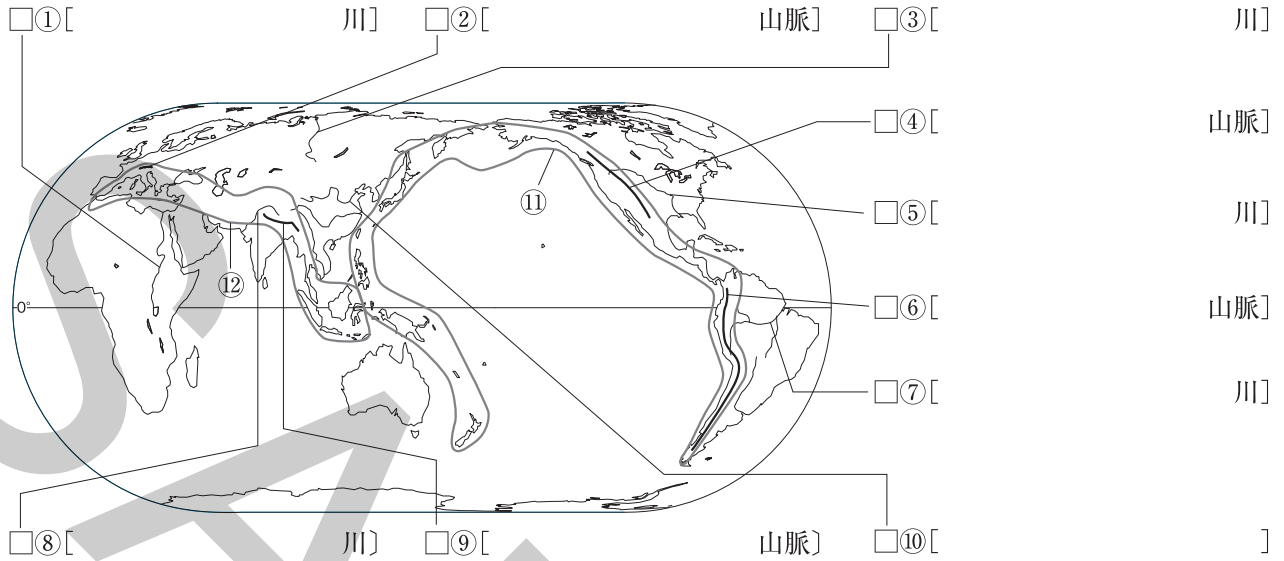 □①[ 川] □②[ 山脈] □③[ 川]
□④[ 山脈]
⑪
□⑤[ 川]
⑫
0° □⑥[ 山脈]
□⑦[ 川]
□⑧[ 川] □⑨[ 山脈] □⑩[ ]